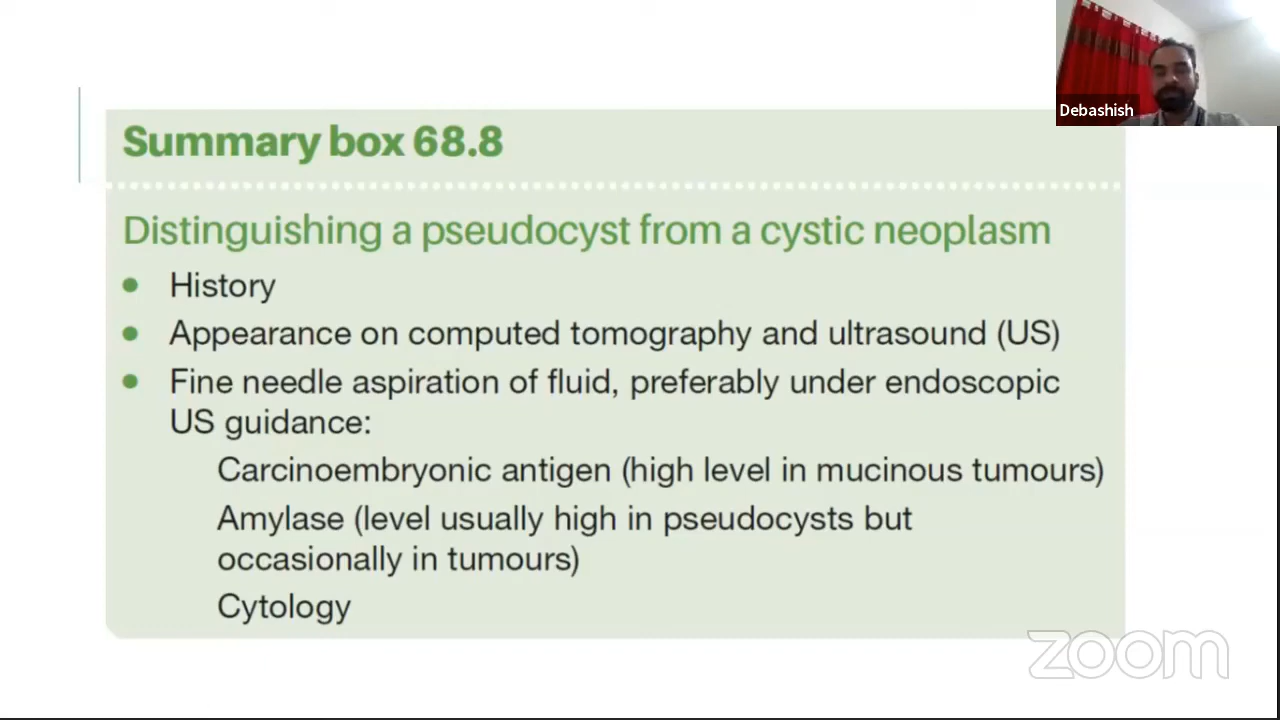 Debashish
Summary box 68.8
Distinguishing a pseudocyst from a cystic neoplasm
● History
● Appearance on computed tomography and ultrasound (US)
● Fine needle aspiration of fluid, preferably under endoscopic
US guidance:
Carcinoembryonic antigen (high level in mucinous tumours)
Amylase (level usually high in pseudocysts but
occasionally in tumours)
Cytology
zoom